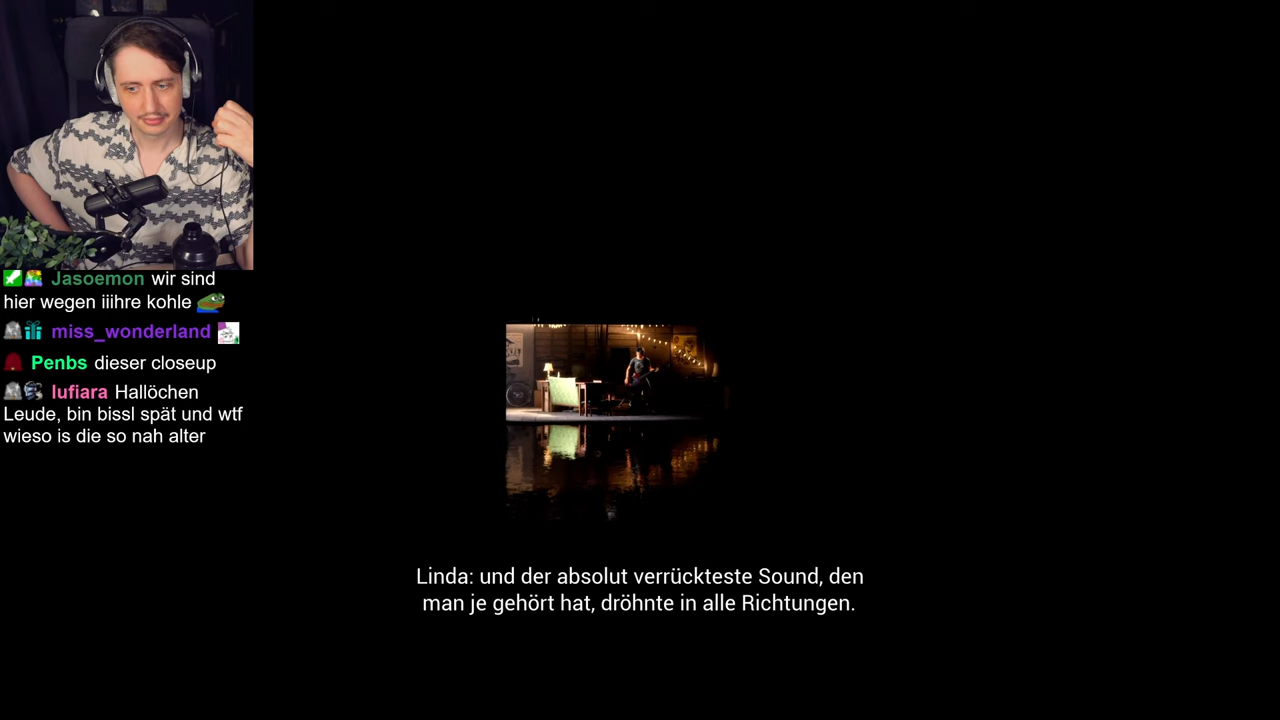 Jasoemon wir sind
hier wegen iiihre kohle
miss_wonderland
Penbs dieser closeup
lufiara Hallöchen
Leude, bin bissl spät und wtf
wieso is die so nah alter
Linda: und der absolut verrückteste Sound, den
man je gehört hat, dröhnte in alle Richtungen.